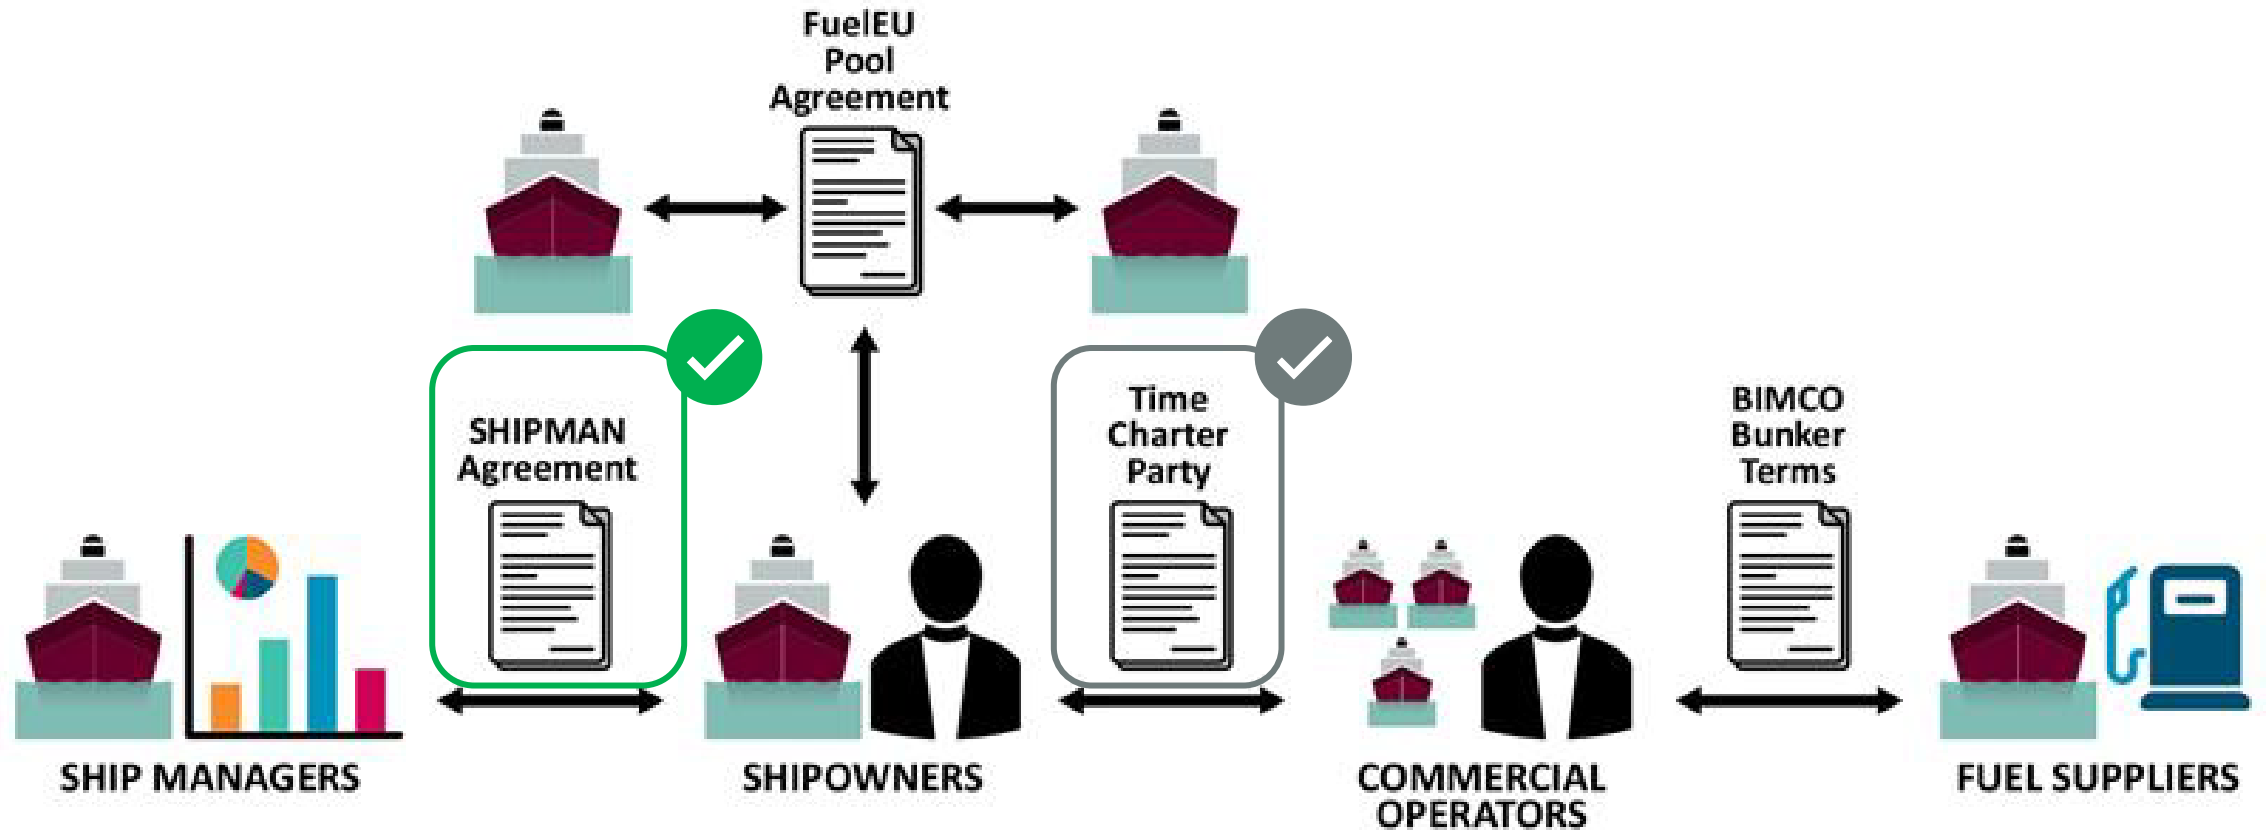 FuelEU
Pool
Agreement
SHIPMAN
Agreement
Time
Charter
Party
BIMCO
Bunker
Terms
SHIP MANAGERS
SHIPOWNERS
COMMERCIAL
OPERATORS
FUEL SUPPLIERS